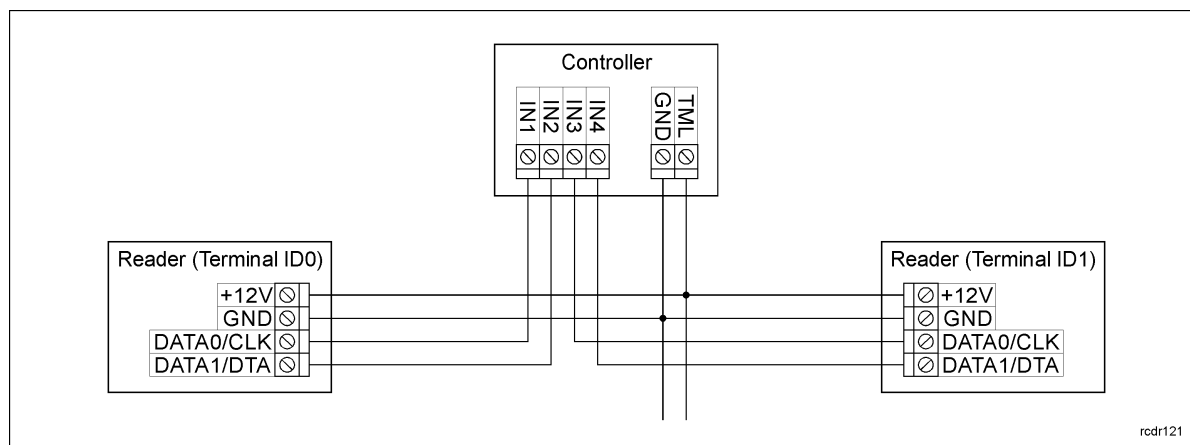 Controller
IN1
IN2
IN3
IN4
GND
TML
Reader (Terminal ID0)
+12V
GND
DATA0/CLK
DATA1/DTA
Reader (Terminal ID1)
+12V
GND
DATA0/CLK
DATA1/DTA
rcdr121